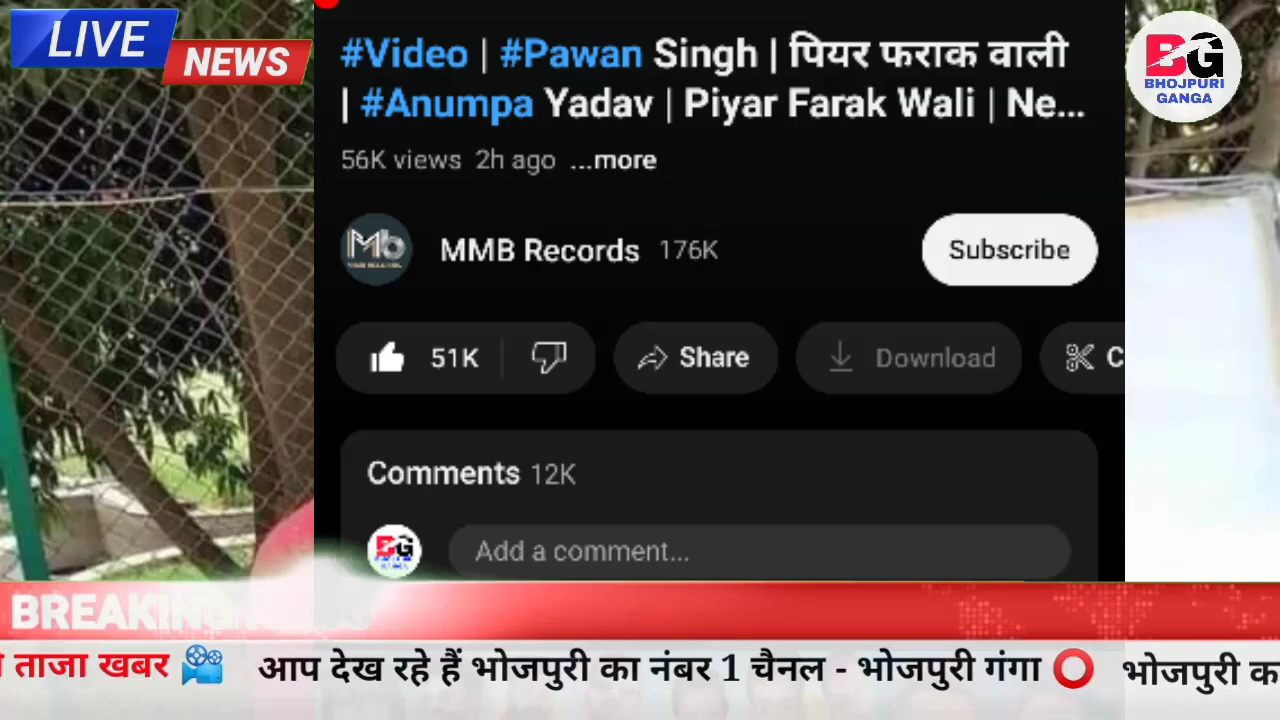 LIVE
NEWS
#Video | #Pawan Singh | पियर फराक वाली
| #Anumpa Yadav | Piyar Farak Wali | Ne...
BG
BHOJPURI
GANGA
56K views 2h ago ...more
Mb
MMB Records 176K
Subscribe
51K
Share
Download
C
Comments 12K
BG
Add a comment...
BREAKING
ताजा खबर
आप देख रहे हैं भोजपुरी का नंबर 1 चैनल - भोजपुरी गंगा
भोजपुरी क